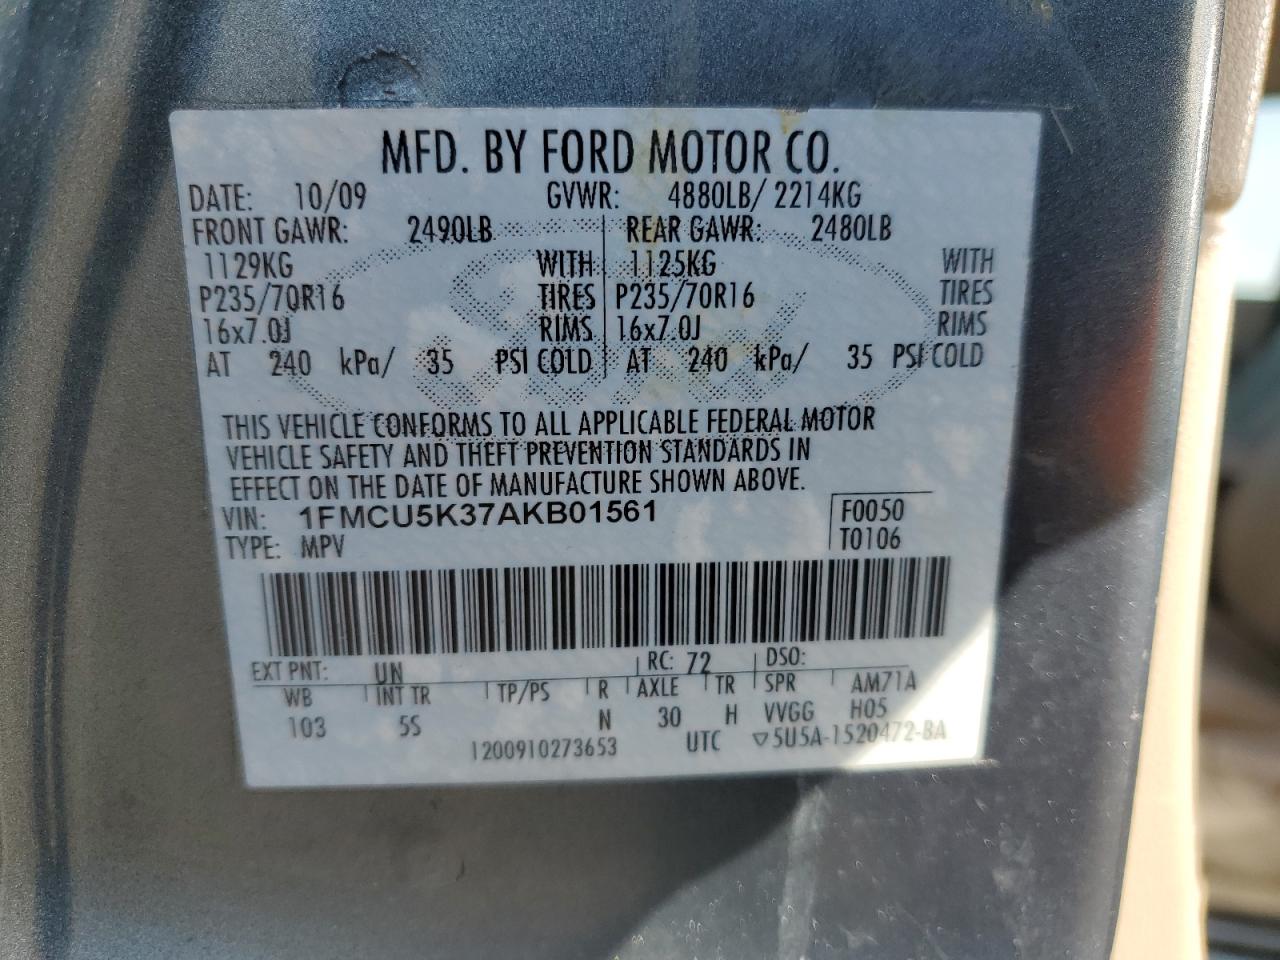 MFD. BY FORD MOTOR CO.
DATE: 10/09 GVWR: 4880LB/ 2214KG
FRONT GAWR: 2490LB REAR GAWR: 2480LB
1129KG WITH 1125KG WITH
P235/70R16 TIRES P235/70R16 TIRES
16x7.0J RIMS 16x7.0J RIMS
AT 240 kPa/ 35 PSI COLD AT 240 kPa/ 35 PSI COLD
THIS VEHICLE CONFORMS TO ALL APPLICABLE FEDERAL MOTOR
VEHICLE SAFETY AND THEFT PREVENTION STANDARDS IN
EFFECT ON THE DATE OF MANUFACTURE SHOWN ABOVE.
VIN: 1FMCU5K37AKB01561 F0050
TYPE: MPV T0106
EXT PNT: UN RC: 72 DSO:
WB INT TR TP/PS R AXLE TR SPR AM71A
103 5S N 30 H VVGG H05
1200910273653 UTC ▽5U5A-1520472-BA